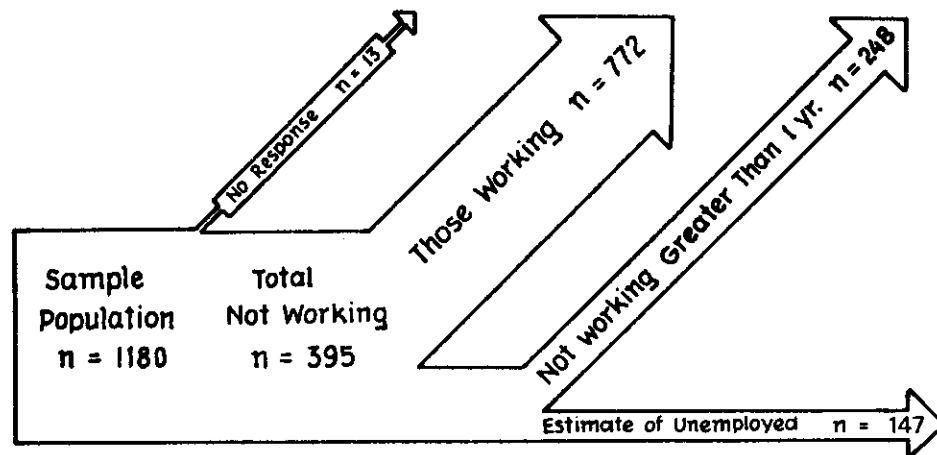 No Response n = 13
Those Working n = 772
Not working Greater Than 1 yr. n = 248
Sample
Population
n = 1180
Total
Not Working
n = 395
Estimate of Unemployed n = 147